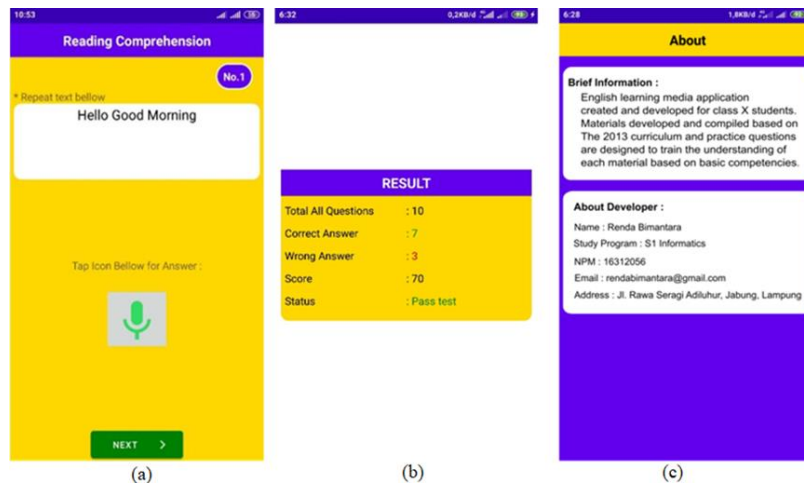 10:53
Reading Comprehension
No.1
* Repeat text bellow
Hello Good Morning
Tap Icon Bellow for Answer :
NEXT
(a)
6:32
0,2KB/d
RESULT
Total All Questions : 10
Correct Answer : 7
Wrong Answer : 3
Score : 70
Status : Pass test
(b)
6:28
1,8KB/d
About
Brief Information :
English learning media application
created and developed for class X students.
Materials developed and compiled based on
The 2013 curriculum and practice questions
are designed to train the understanding of
each material based on basic competencies.
About Developer :
Name : Renda Bimantara
Study Program : S1 Informatics
NPM : 16312056
Email : rendabimantara@gmail.com
Address : Jl. Rawa Seragi Adiluhur, Jabung, Lampung
(c)